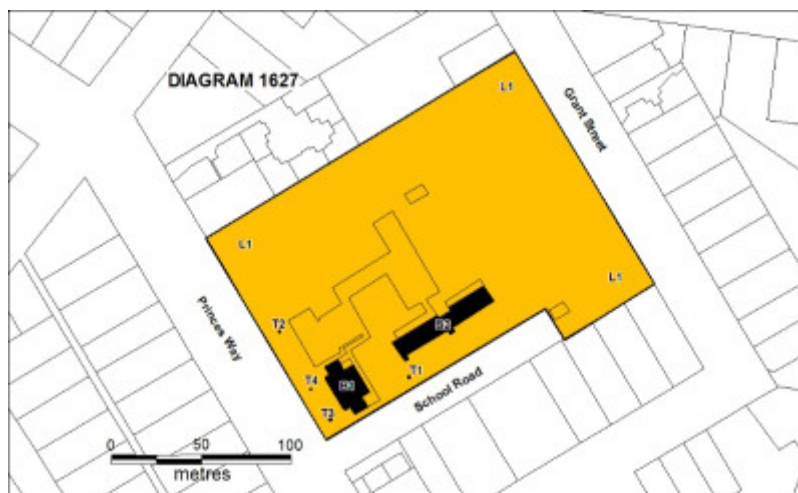 DIAGRAM 1627
L1
Grant Street
L1
L1
Princes Way
T2
B2
T4
B3
T1
School Road
T3
0 50 100
metres